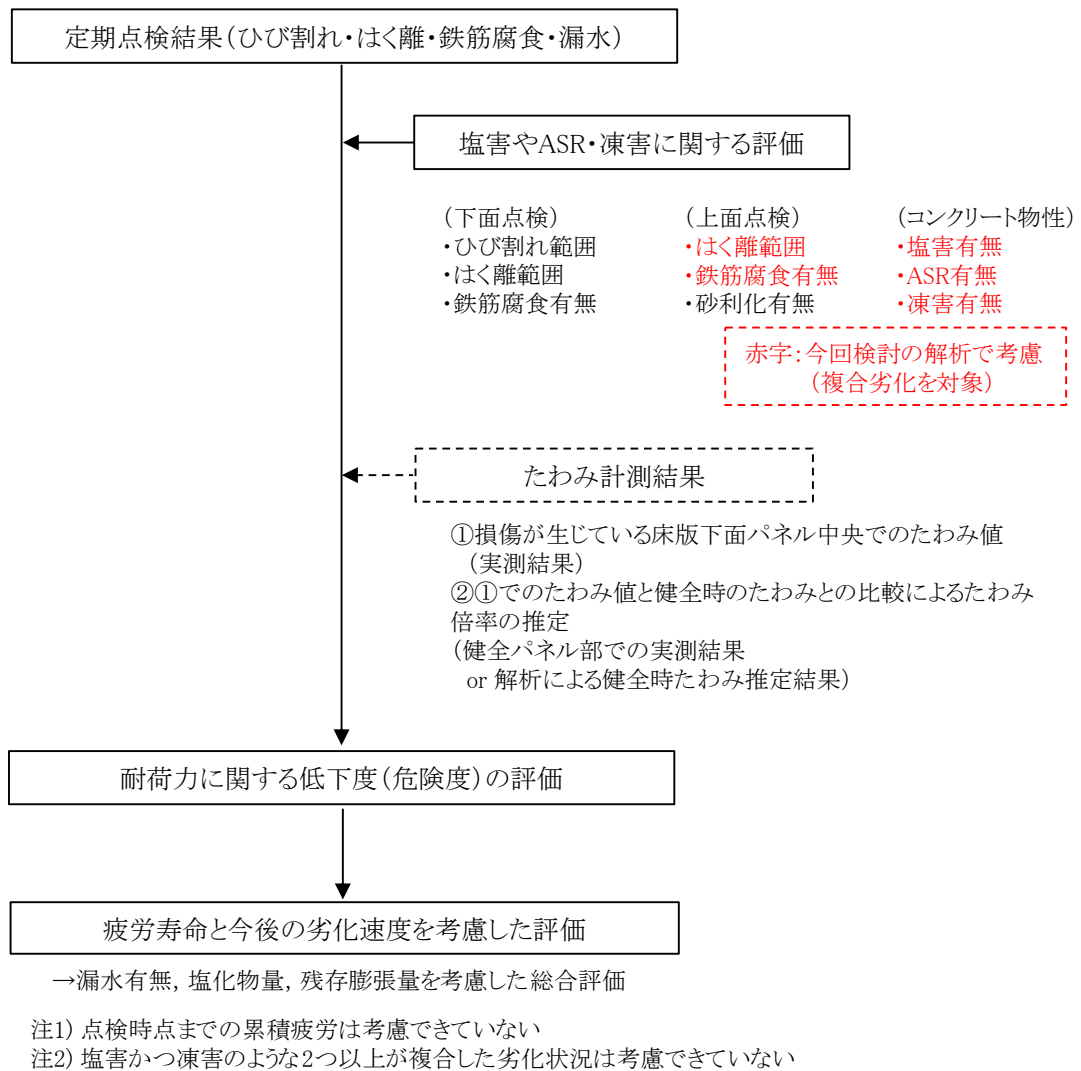 定期点検結果(ひび割れ・はく離・鉄筋腐食・漏水)
塩害やASR・凍害に関する評価
(下面点検)
・ひび割れ範囲
・はく離範囲
・鉄筋腐食有無
(上面点検)
・はく離範囲
・鉄筋腐食有無
・砂利化有無
(コンクリート物性)
・塩害有無
・ASR有無
・凍害有無
赤字:今回検討の解析で考慮
(複合劣化を対象)
たわみ計測結果
①損傷が生じている床版下面パネル中央でのたわみ値
(実測結果)
②①でのたわみ値と健全時のたわみとの比較によるたわみ
倍率の推定
(健全パネル部での実測結果
or 解析による健全時たわみ推定結果)
耐荷力に関する低下度(危険度)の評価
疲労寿命と今後の劣化速度を考慮した評価
→漏水有無, 塩化物量, 残存膨張量を考慮した総合評価
注1) 点検時点までの累積疲労は考慮できていない
注2) 塩害かつ凍害のような2つ以上が複合した劣化状況は考慮できていない